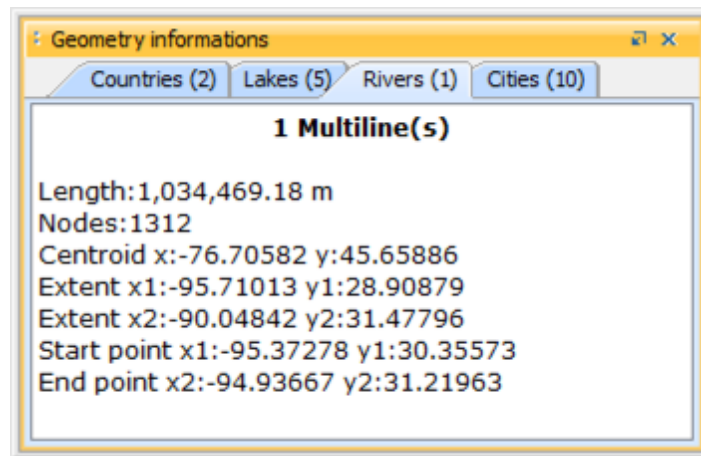 Geometry informations
Countries (2) Lakes (5) Rivers (1) Cities (10)
1 Multiline(s)
Length:1,034,469.18 m
Nodes:1312
Centroid x:-76.70582 y:45.65886
Extent x1:-95.71013 y1:28.90879
Extent x2:-90.04842 y2:31.47796
Start point x1:-95.37278 y1:30.35573
End point x2:-94.93667 y2:31.21963